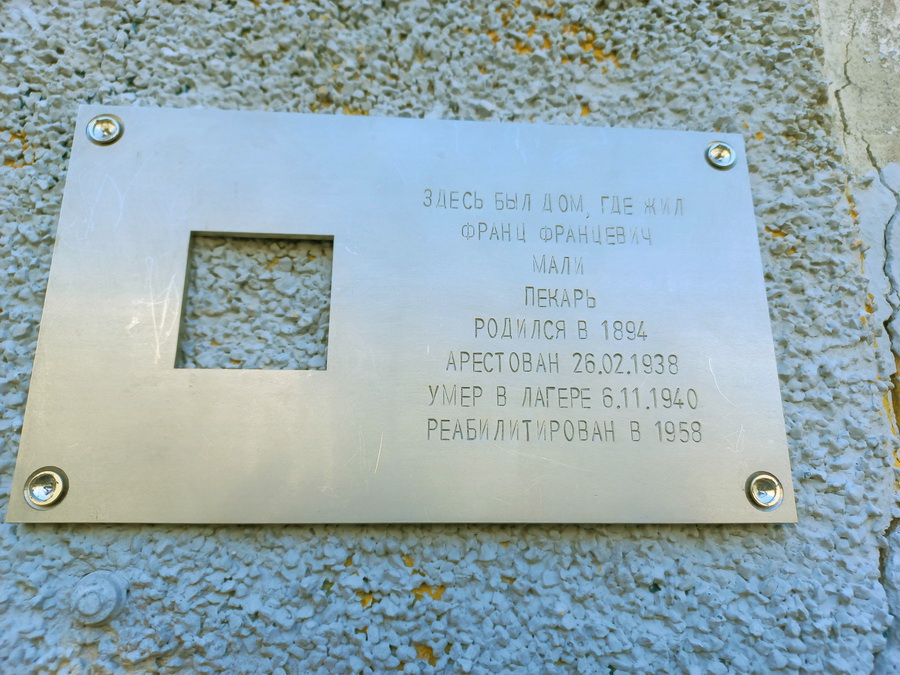 ЗДЕСЬ БЫЛ ДОМ, ГДЕ ЖИЛ
ФРАНЦ ФРАНЦЕВИЧ
МАЛИ
ПЕКАРЬ
РОДИЛСЯ В 1894
АРЕСТОВАН 26.02.1938
УМЕР В ЛАГЕРЕ 6.11.1940
РЕАБИЛИТИРОВАН В 1958